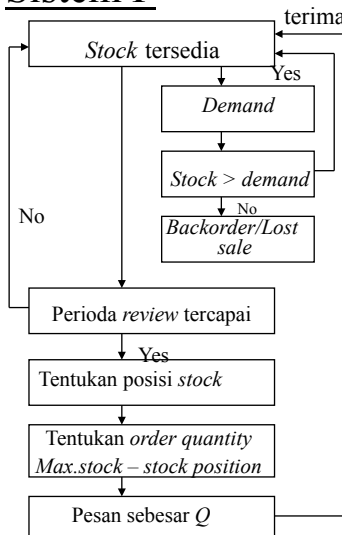 Sistem P
terima
Stock tersedia
Yes
Demand
Stock > demand
No
No
Backorder/Lost
sale
Perioda review tercapai
Yes
Tentukan posisi stock
Tentukan order quantity
Max.stock – stock position
Pesan sebesar Q